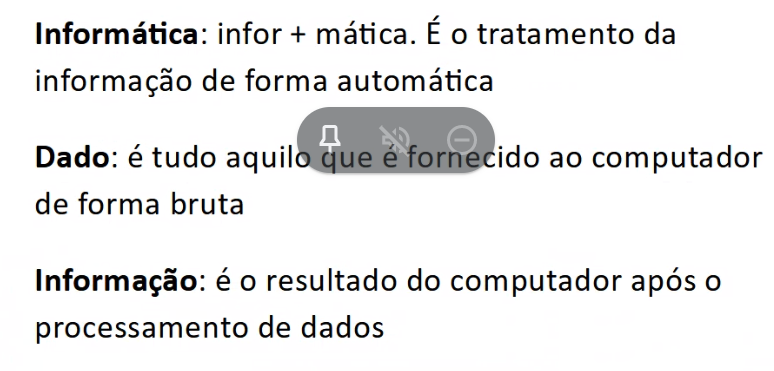 Informática: infor + mática. É o tratamento da
informação de forma automática
Dado: é tudo aquilo que é fornecido ao computador
de forma bruta
Informação: é o resultado do computador após o
processamento de dados